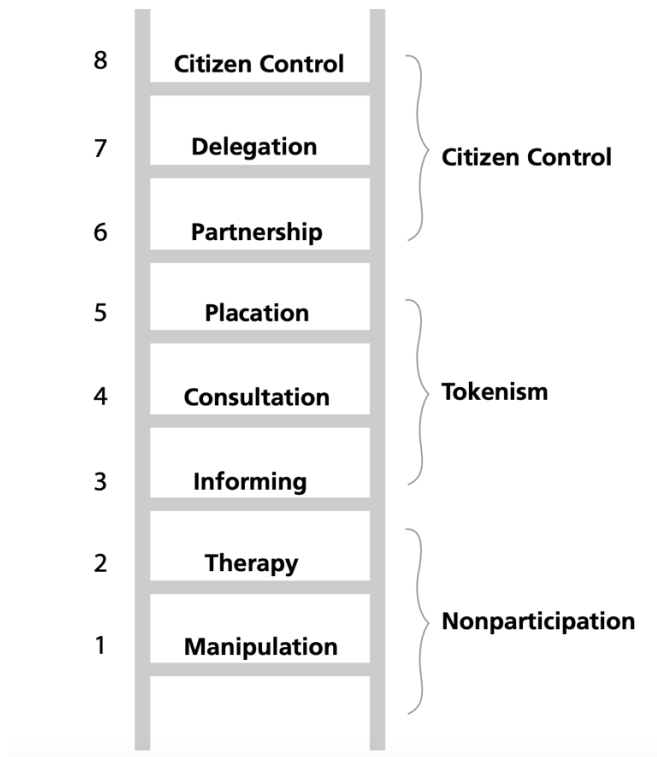 8
Citizen Control
7
Delegation
Citizen Control
6
Partnership
5
Placation
4
Consultation
Tokenism
3
Informing
2
Therapy
1
Manipulation
Nonparticipation